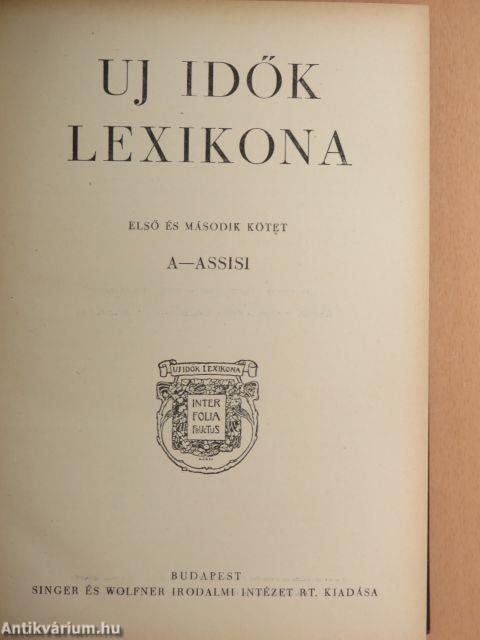 UJ IDŐK
LEXIKONA
ELSŐ ÉS MÁSODIK KÖTET
A—ASSISI
UJ IDŐK LEXIKONA
INTER
FOLIA
FRUCTUS
BUDAPEST
SINGER ÉS WOLFNER IRODALMI INTÉZET RT. KIADÁSA
Antikvárium.hu